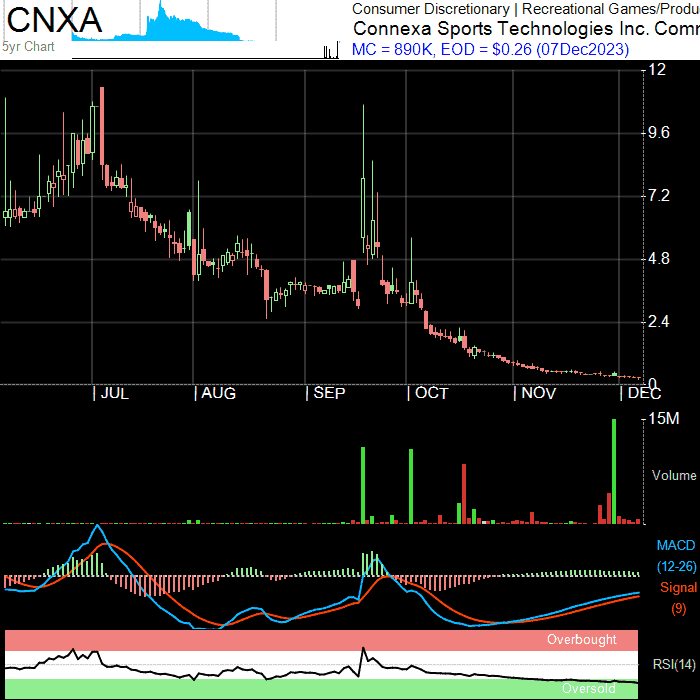 CNXA
Consumer Discretionary | Recreational Games/Produ
Connexa Sports Technologies Inc. Comr
5yr Chart
MC = 890K, EOD = $0.26 (07Dec2023)
12
9.6
7.2
4.8
2.4
0
| JUL | AUG | SEP | OCT | NOV | DEC
15M
Volume
MACD
(12-26)
Signal
(9)
Overbought
RSI(14)
Oversold